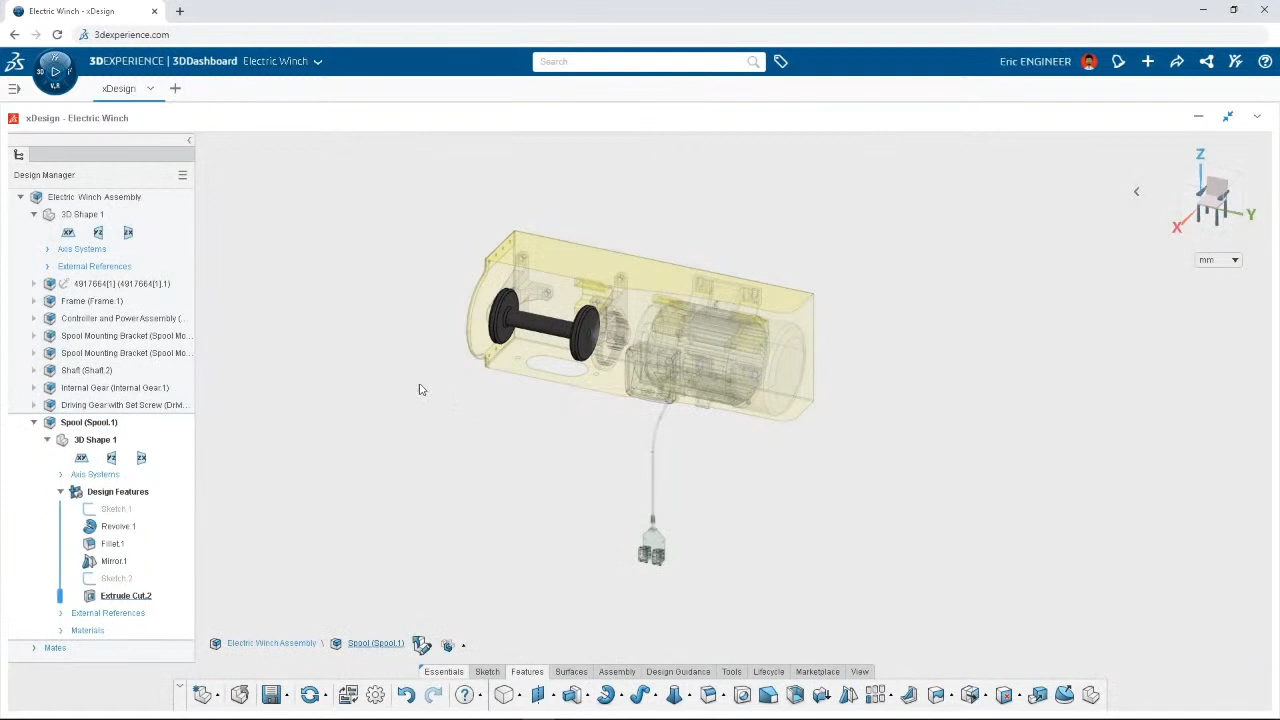 Electric Winch - xDesign
3dexperience.com
3DEXPERIENCE | 3DDashboard Electric Winch
Search
Eric ENGINEER
V,R
xDesign
xDesign - Electric Winch
Design Manager
Electric Winch Assembly
3D Shape 1
Axis Systems
External References
4917664[1] (4917664[1].1)
Frame (Frame.1)
Controller and Power Assembly (...
Spool Mounting Bracket (Spool Mo...
Spool Mounting Bracket (Spool Mo...
Shaft (Shaft.2)
Internal Gear (Internal Gear.1)
Driving Gear with Set Screw (Drivi...
Spool (Spool.1)
3D Shape 1
Axis Systems
Design Features
Sketch.1
Revolve.1
Fillet.1
Mirror.1
Sketch.2
Extrude Cut.2
External References
Materials
Mates
Z
X
Y
mm
Electric Winch Assembly \ Spool (Spool.1)
Essentials Sketch Features Surfaces Assembly Design Guidance Tools Lifecycle Marketplace View